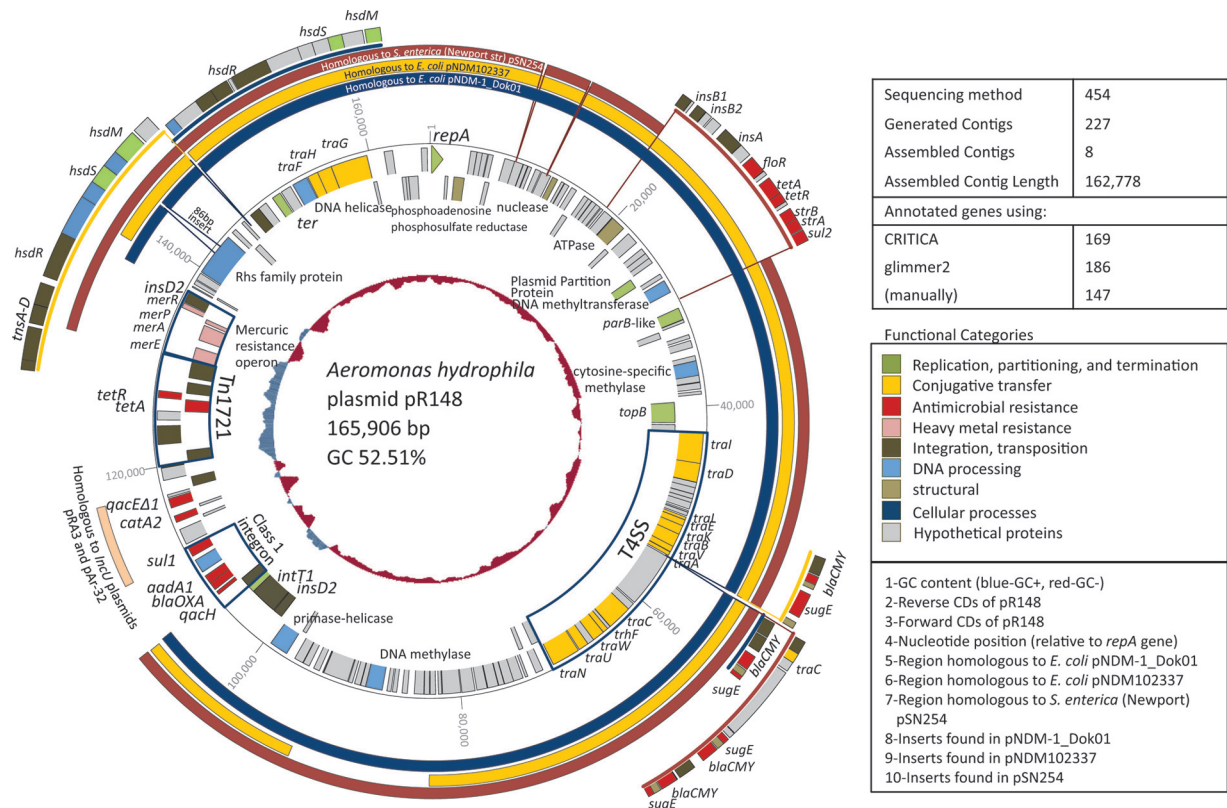 hsdS
hsdM
hsdR
hsdM
hsdS
hsdR
tnsA-D
Homologous to S. enterica (Newport str) pSN254
Homologous to E. coli pNDM102337
Homologous to E. coli pNDM-1_Dok01
160,000
1
repA
traG
traH
traF
DNA helicase
ter
phosphoadenosine
phosphosulfate reductase
nuclease
ATPase
20,000
insB1
insB2
insA
floR
tetA
tetR
strB
strA
sul2
86bp
insert
140,000
Rhs family protein
insD2
merR
merP
merA
merE
Mercuric
resistance
operon
Plasmid Partition
Protein
DNA methyltransferase
parB-like
cytosine-specific
methylase
topB
40,000
Aeromonas hydrophila
plasmid pR148
165,906 bp
GC 52.51%
tetR
tetA
Tn1721
120,000
qacEΔ1
catA2
Homologous to IncU plasmids
pRA3 and pAr-32
sul1
Class 1
integron
aadA1
blaOXA
qacH
intT1
insD2
primase-helicase
100,000
DNA methylase
80,000
T4SS
traI
traD
traL
traE
traK
traB
traV
traA
traC
trhF
traW
traU
traN
60,000
blaCMY
sugE
blaCMY
sugE
traC
sugE
blaCMY
blaCMY
sugE
Sequencing method 454
Generated Contigs 227
Assembled Contigs 8
Assembled Contig Length 162,778
Annotated genes using:
CRITICA 169
glimmer2 186
(manually) 147
Functional Categories
Replication, partitioning, and termination
Conjugative transfer
Antimicrobial resistance
Heavy metal resistance
Integration, transposition
DNA processing
structural
Cellular processes
Hypothetical proteins
1-GC content (blue-GC+, red-GC-)
2-Reverse CDs of pR148
3-Forward CDs of pR148
4-Nucleotide position (relative to repA gene)
5-Region homologous to E. coli pNDM-1_Dok01
6-Region homologous to E. coli pNDM102337
7-Region homologous to S. enterica (Newport)
pSN254
8-Inserts found in pNDM-1_Dok01
9-Inserts found in pNDM102337
10-Inserts found in pSN254